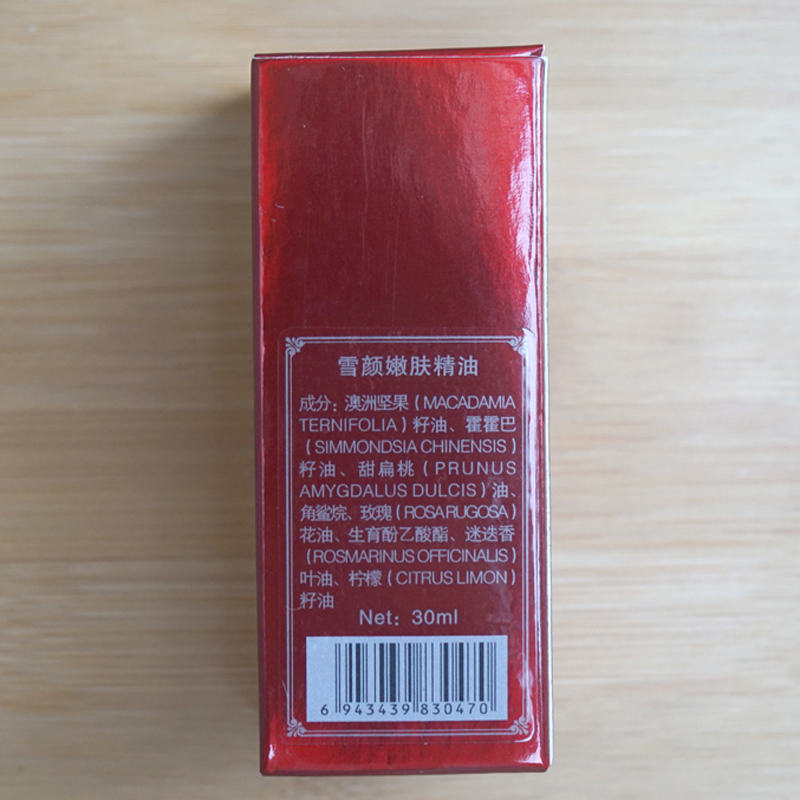 雪颜嫩肤精油
成分：澳洲坚果（MACADAMIA
TERNIFOLIA）籽油、霍霍巴
（SIMMONDSIA CHINENSIS）
籽油、甜扁桃（PRUNUS
AMYGDALUS DULCIS）油、
角鲨烷、玫瑰（ROSA RUGOSA）
花油、生育酚乙酸酯、迷迭香
（ROSMARINUS OFFICINALIS）
叶油、柠檬（CITRUS LIMON）
籽油
Net：30ml
6 943439 830470